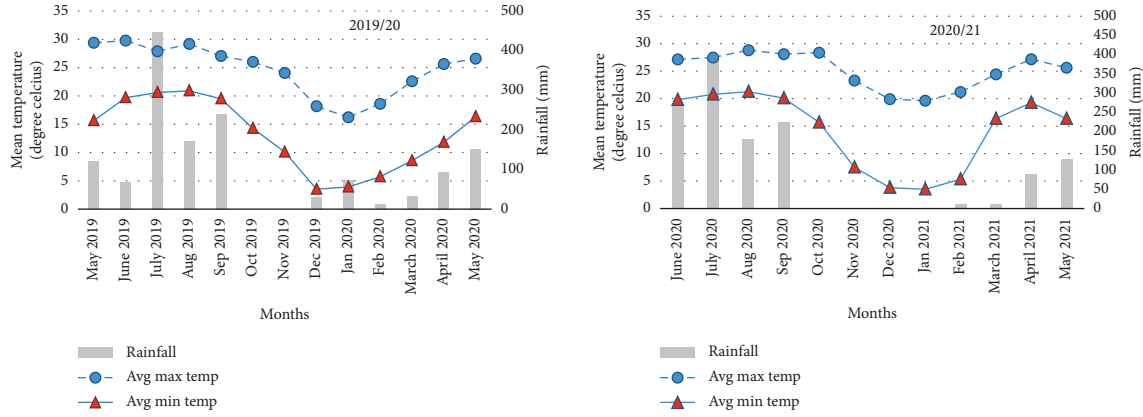 2019/20
Mean temperature
(degree celcius)
35
30
25
20
15
10
5
0
500
400
300
200
100
0
Rainfall (mm)
May 2019
June 2019
July 2019
Aug 2019
Sep 2019
Oct 2019
Nov 2019
Dec 2019
Jan 2020
Feb 2020
March 2020
April 2020
May 2020
Months
Rainfall
Avg max temp
Avg min temp
2020/21
Mean temperature
(degree celcius)
35
30
25
20
15
10
5
0
500
400
350
300
250
200
150
100
50
0
Rainfall (mm)
June 2020
July 2020
Aug 2020
Sep 2020
Oct 2020
Nov 2020
Dec 2020
Jan 2021
Feb 2021
March 2021
April 2021
May 2021
Months
Rainfall
Avg max temp
Avg min temp